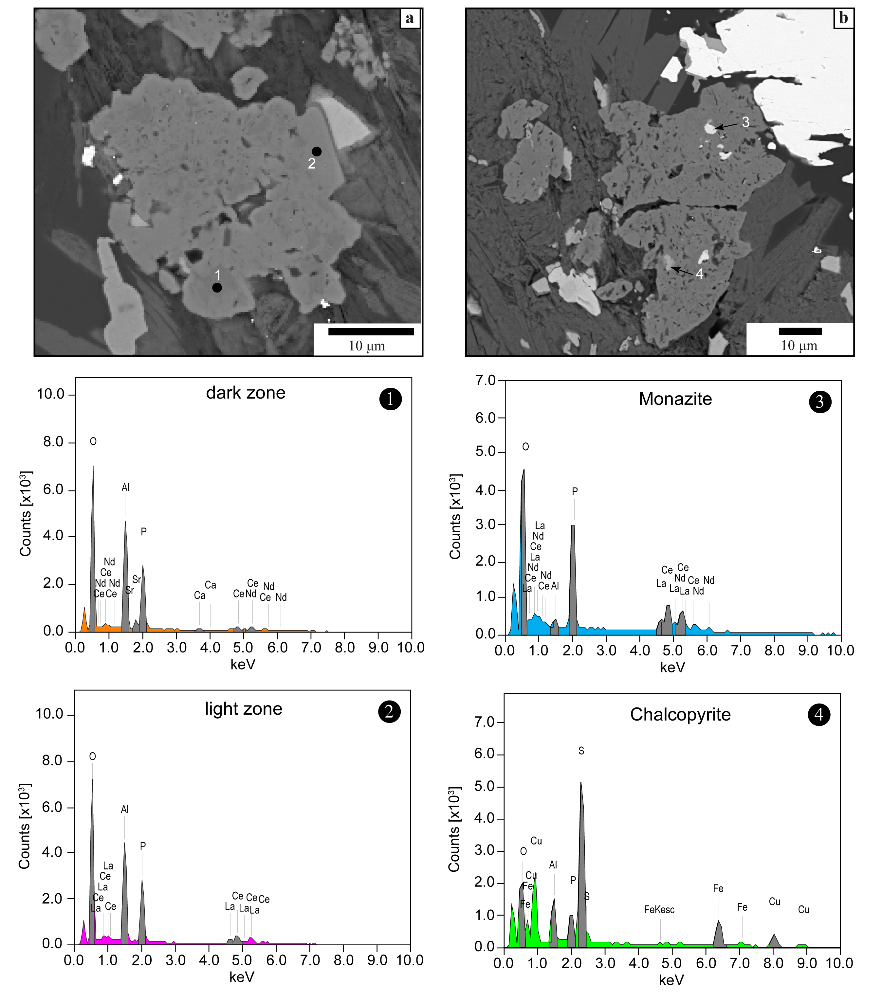 a
2
1
10 µm
b
3
4
10 µm
dark zone
1
10.0
8.0
6.0
4.0
2.0
0.0
Counts [x10³]
O
Al
P
Nd
Ce
Nd Nd
Ce Ce
Sr
Sr
Ca
Ca
Ce
Ce
Nd
Nd
Ce
Nd
0.0 1.0 2.0 3.0 4.0 5.0 6.0 7.0 8.0 9.0 10.0
keV
Monazite
3
7.0
6.0
5.0
4.0
3.0
2.0
1.0
0.0
Counts [x10³]
O
P
La
Nd
Ce
La
Nd
Ce
La
Nd
Ce
Al
La
Ce
La
Ce
Nd
La
Ce
Nd
Nd
0.0 1.0 2.0 3.0 4.0 5.0 6.0 7.0 8.0 9.0 10.0
keV
light zone
2
10.0
8.0
6.0
4.0
2.0
0.0
Counts [x10³]
O
Al
P
La
Ce
La
Ce
La
Ce
La
Ce
La
Ce
La
Ce
0.0 1.0 2.0 3.0 4.0 5.0 6.0 7.0 8.0 9.0 10.0
keV
Chalcopyrite
4
7.0
6.0
5.0
4.0
3.0
2.0
1.0
0.0
Counts [x10³]
S
Cu
O
Cu
Fe
Fe
Al
P
S
FeKesc
Fe
Fe
Cu
Cu
0.0 1.0 2.0 3.0 4.0 5.0 6.0 7.0 8.0 9.0 10.0
keV